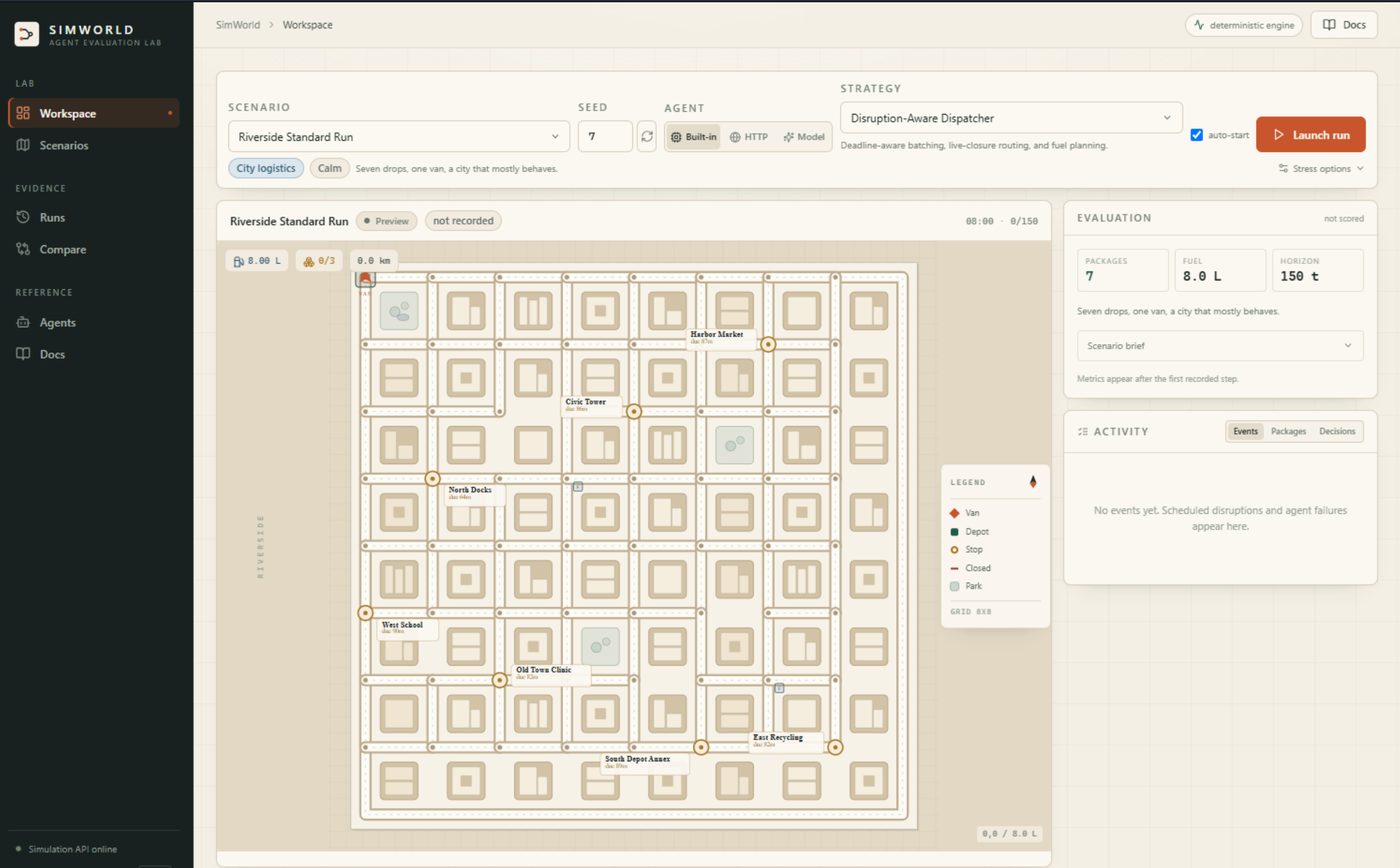 SIMWORLD
AGENT EVALUATION LAB
LAB
Workspace
Scenarios
EVIDENCE
Runs
Compare
REFERENCE
Agents
Docs
Simulation API online
SimWorld > Workspace
deterministic engine
Docs
SCENARIO
Riverside Standard Run
City logistics
Calm
Seven drops, one van, a city that mostly behaves.
SEED
7
AGENT
Built-in
HTTP
Model
STRATEGY
Disruption-Aware Dispatcher
Deadline-aware batching, live-closure routing, and fuel planning.
auto-start
Launch run
Stress options
Riverside Standard Run
Preview
not recorded
08:00 · 0/150
8.00 L
0/3
0.0 km
VAN
Harbor Market
due 87m
Civic Tower
North Docks
RIVERSIDE
West School
Old Town Clinic
East Recycling
South Depot Annex
LEGEND
Van
Depot
Stop
Closed
Park
GRID 8X8
0,0 / 8.0 L
EVALUATION
not scored
PACKAGES
7
FUEL
8.0 L
HORIZON
150 t
Seven drops, one van, a city that mostly behaves.
Scenario brief
Metrics appear after the first recorded step.
ACTIVITY
Events
Packages
Decisions
No events yet. Scheduled disruptions and agent failures
appear here.